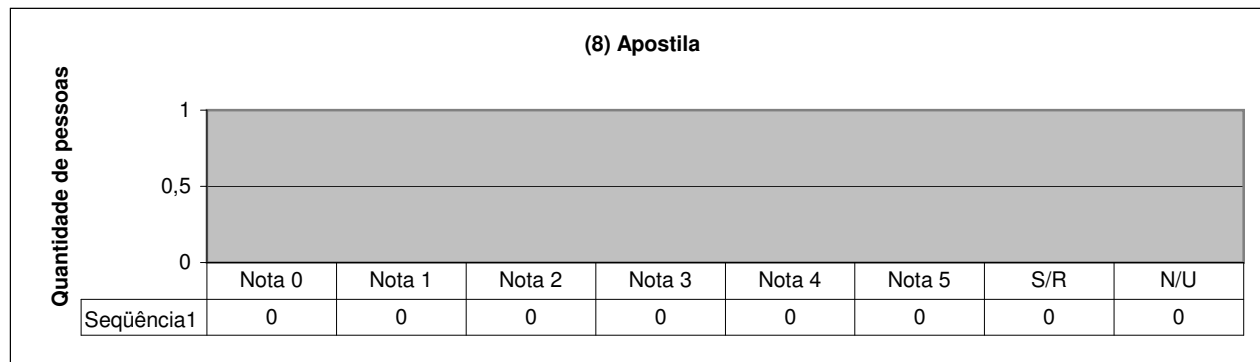 (8) Apostila
Quantidade de pessoas
1
0,5
0
Nota 0 Nota 1 Nota 2 Nota 3 Nota 4 Nota 5 S/R N/U
Seqüência1 0 0 0 0 0 0 0 0